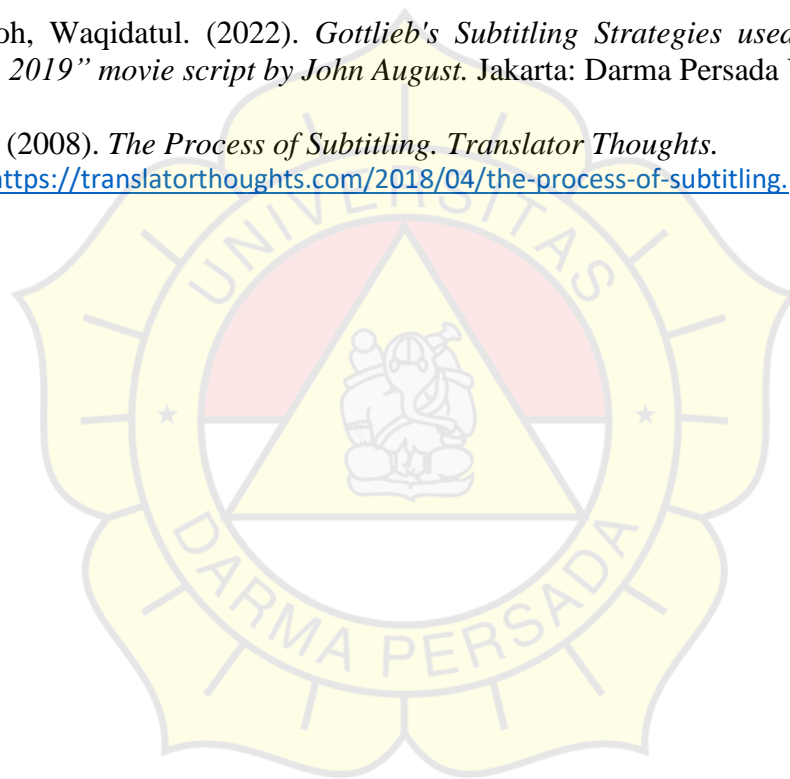 oh, Waqidatul. (2022). Gottlieb's Subtitling Strategies used
2019” movie script by John August. Jakarta: Darma Persada
(2008). The Process of Subtitling. Translator Thoughts.
ttps://translatorthoughts.com/2018/04/the-process-of-subtitling.
UNIVERSITAS
DARMA PERSADA